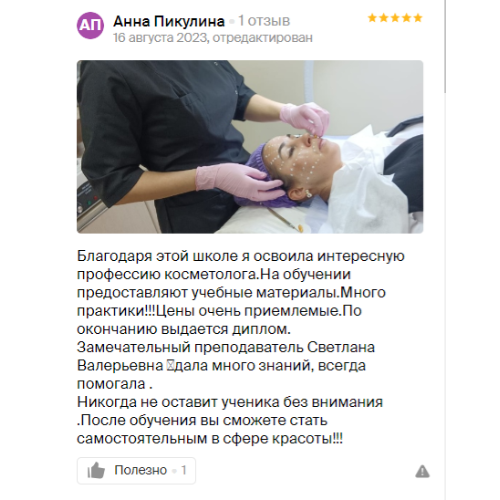 АП
Анна Пикулина 1 отзыв
16 августа 2023, отредактирован
Благодаря этой школе я освоила интересную
профессию косметолога.На обучении
предоставляют учебные материалы.Много
практики!!!Цены очень приемлемые.По
окончанию выдается диплом.
Замечательный преподаватель Светлана
Валерьевна дала много знаний, всегда
помогала .
Никогда не оставит ученика без внимания
.После обучения вы сможете стать
самостоятельным в сфере красоты!!!
Полезно 1